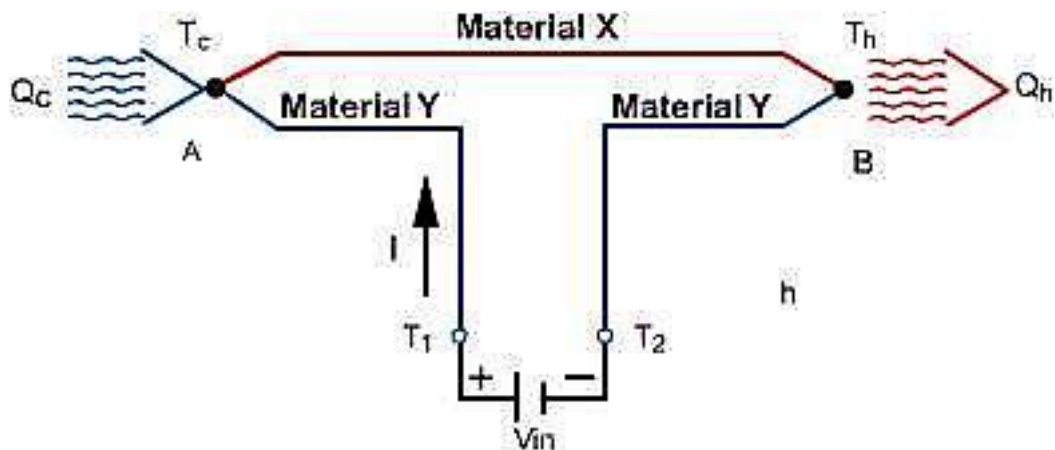 Material X
Tc
Th
Qc
Qh
Material Y
Material Y
A
B
I
h
T1
T2
+
−
Vin